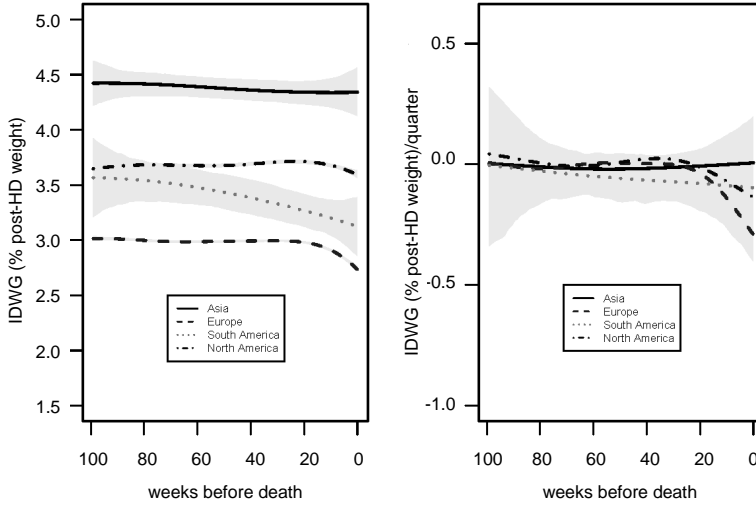 IDWG (% post-HD weight)
5.0
4.5
4.0
3.5
3.0
2.5
2.0
1.5
Asia
Europe
South America
North America
100 80 60 40 20 0
weeks before death
IDWG (% post-HD weight)/quarter
0.5
0.0
-0.5
-1.0
Asia
Europe
South America
North America
100 80 60 40 20 0
weeks before death